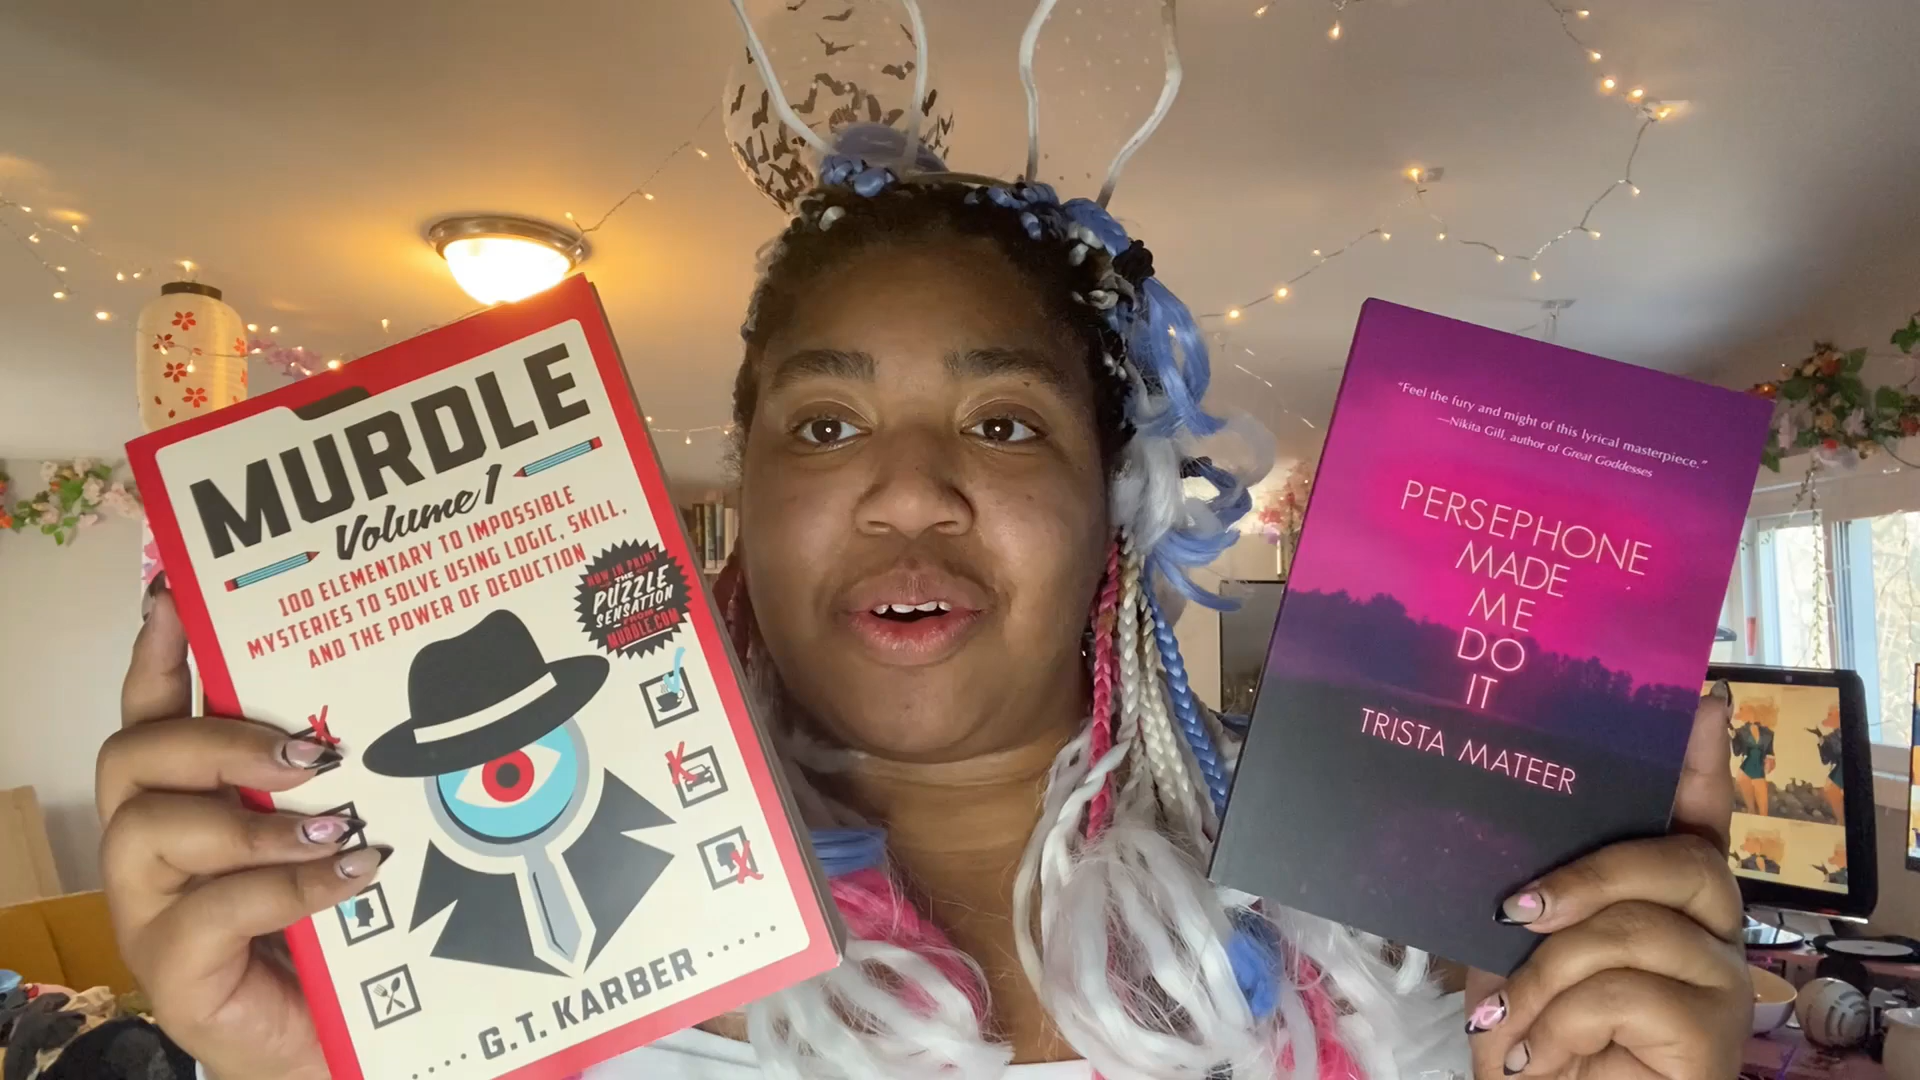 MURDLE
Volume 1
100 ELEMENTARY TO IMPOSSIBLE
MYSTERIES TO SOLVE USING LOGIC, SKILL,
AND THE POWER OF DEDUCTION
NOW IN PRINT
THE
PUZZLE
SENSATION
FROM
MURDLE.COM
G.T. KARBER
“Feel the fury and might of this lyrical masterpiece.”
—Nikita Gill, author of Great Goddesses
PERSEPHONE
MADE
ME
DO
IT
TRISTA MATEER